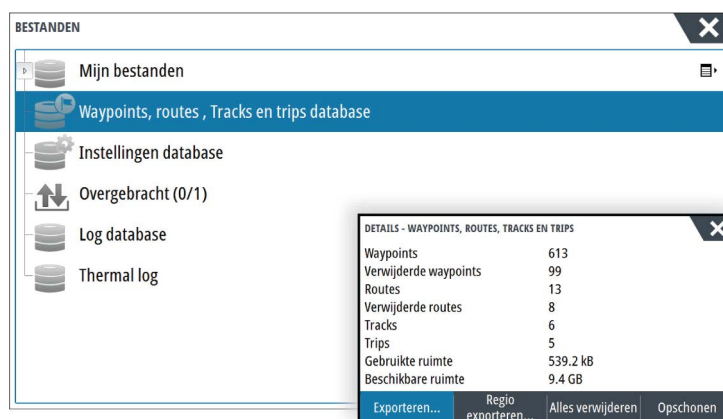 BESTANDEN
Mijn bestanden
Waypoints, routes , Tracks en trips database
Instellingen database
Overgebracht (0/1)
Log database
Thermal log
DETAILS - WAYPOINTS, ROUTES, TRACKS EN TRIPS
Waypoints 613
Verwijderde waypoints 99
Routes 13
Verwijderde routes 8
Tracks 6
Trips 5
Gebruikte ruimte 539.2 kB
Beschikbare ruimte 9.4 GB
Exporteren... Regio exporteren... Alles verwijderen Opschonen